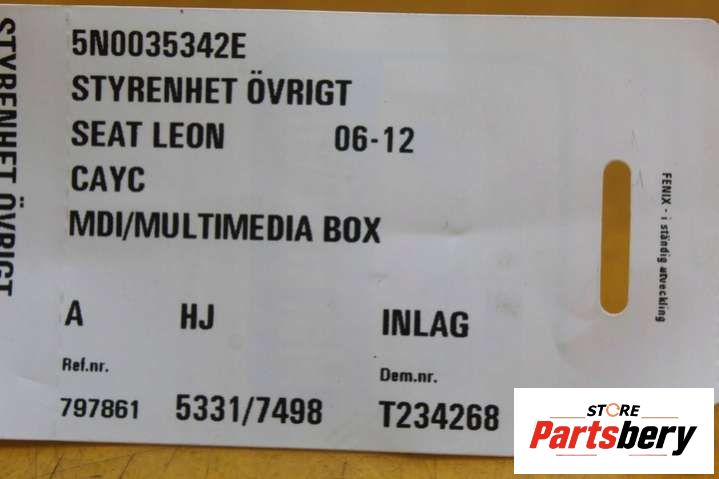 STYRENHET ÖVRIGT
5N0035342E
STYRENHET ÖVRIGT
SEAT LEON 06-12
CAYC
MDI/MULTIMEDIA BOX
A HJ INLAG
Ref.nr. Dem.nr.
797861 5331/7498 T234268
FENIX - i ständig utveckling
STORE
Partsbery